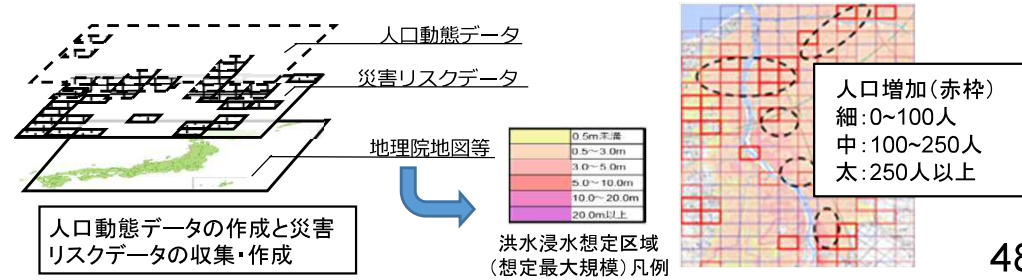 人口動態データ
災害リスクデータ
地理院地図等
人口動態データの作成と災害
リスクデータの収集・作成
0.5m未満
0.5~3.0m
3.0~5.0m
5.0~10.0m
10.0~20.0m
20.0m以上
洪水浸水想定区域
(想定最大規模)凡例
人口増加(赤枠)
細:0~100人
中:100~250人
太:250人以上
48